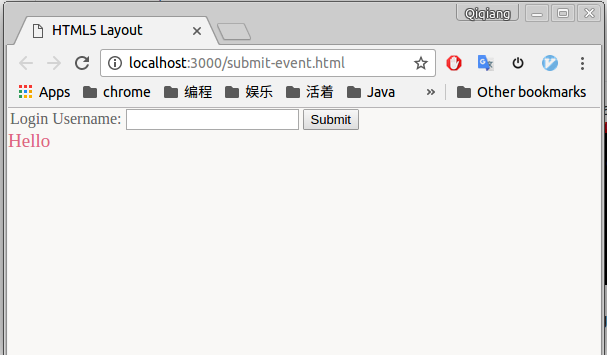 Qiqiang
HTML5 Layout
localhost:3000/submit-event.html
Apps chrome 编程 娱乐 活着 Java » Other bookmarks
Login Username: Submit
Hello